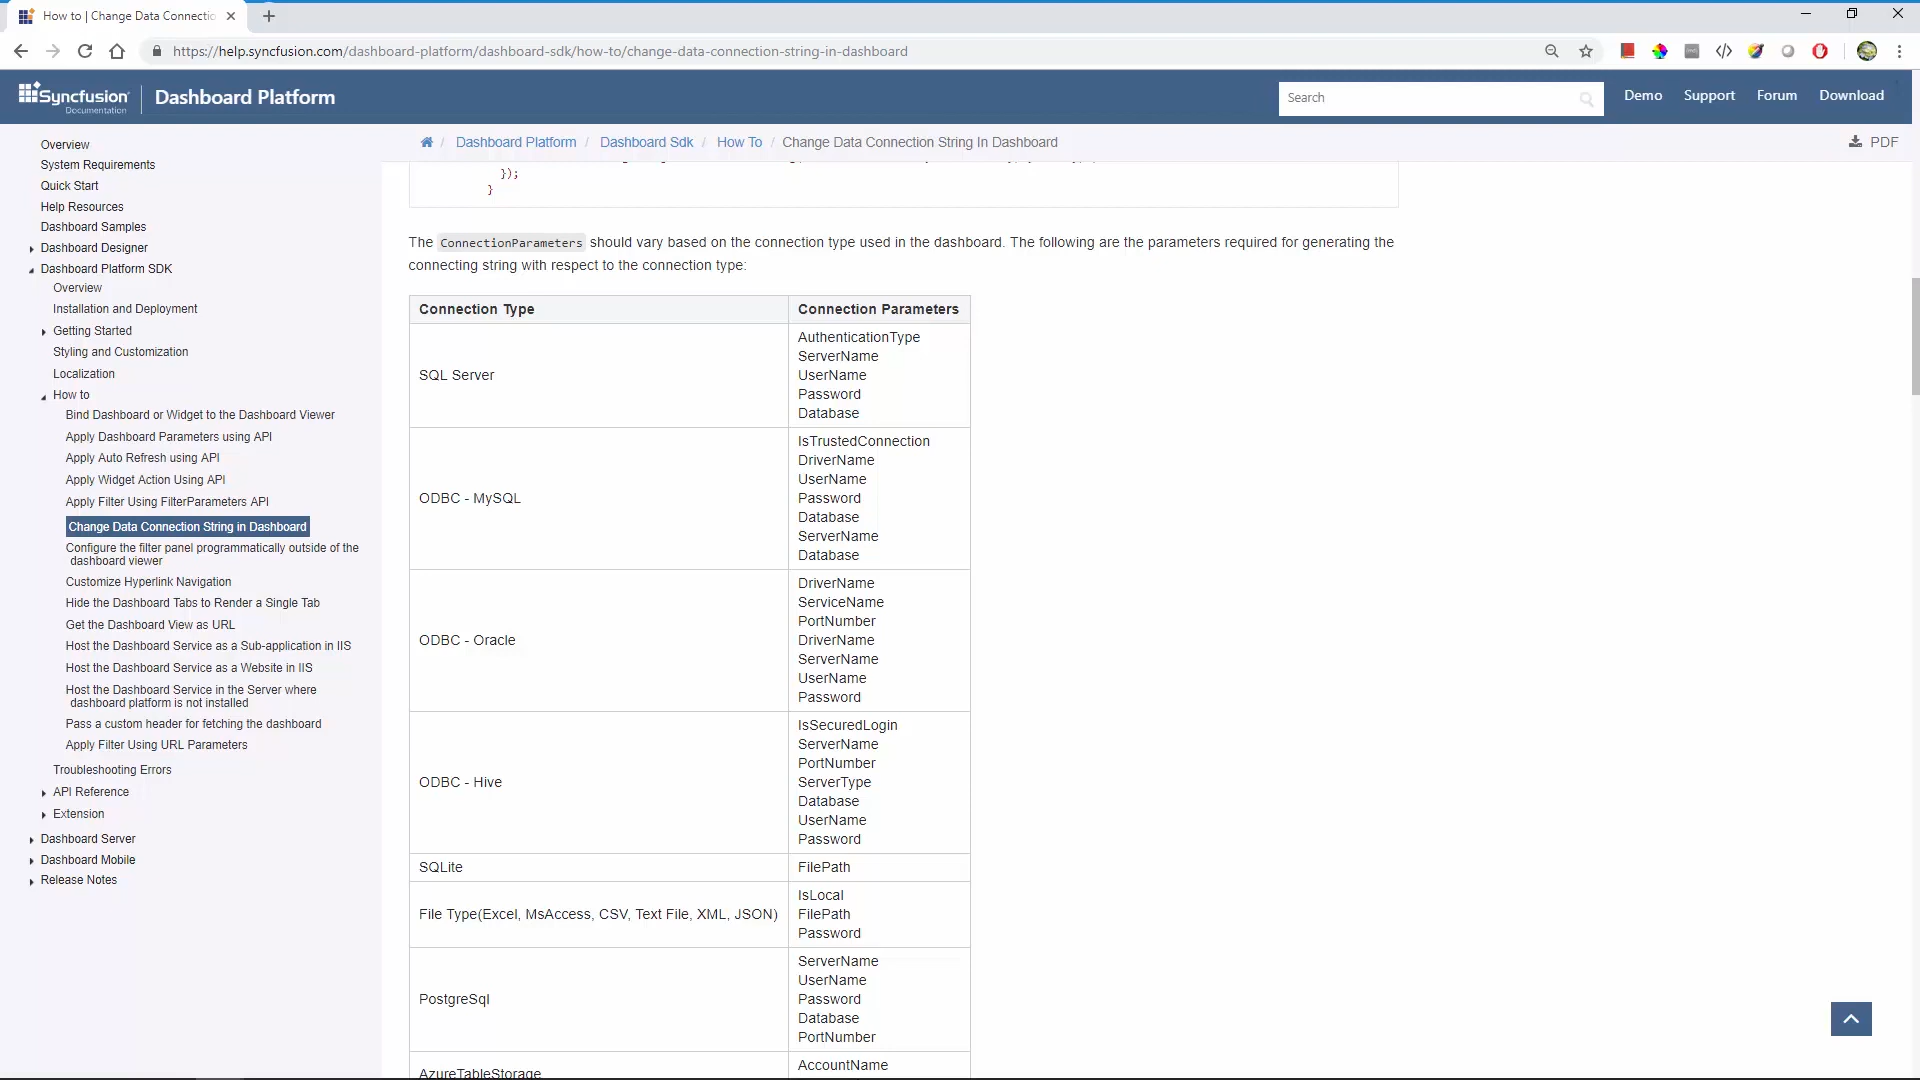 How to | Change Data Connectio
https://help.syncfusion.com/dashboard-platform/dashboard-sdk/how-to/change-data-connection-string-in-dashboard
Syncfusion
Documentation
Dashboard Platform
Search
Demo
Support
Forum
Download
Overview
System Requirements
Quick Start
Help Resources
Dashboard Samples
Dashboard Designer
Dashboard Platform SDK
Overview
Installation and Deployment
Getting Started
Styling and Customization
Localization
How to
Bind Dashboard or Widget to the Dashboard Viewer
Apply Dashboard Parameters using API
Apply Auto Refresh using API
Apply Widget Action Using API
Apply Filter Using FilterParameters API
Change Data Connection String in Dashboard
Configure the filter panel programmatically outside of the
dashboard viewer
Customize Hyperlink Navigation
Hide the Dashboard Tabs to Render a Single Tab
Get the Dashboard View as URL
Host the Dashboard Service as a Sub-application in IIS
Host the Dashboard Service as a Website in IIS
Host the Dashboard Service in the Server where
dashboard platform is not installed
Pass a custom header for fetching the dashboard
Apply Filter Using URL Parameters
Troubleshooting Errors
API Reference
Extension
Dashboard Server
Dashboard Mobile
Release Notes
/ Dashboard Platform / Dashboard Sdk / How To / Change Data Connection String In Dashboard
PDF
});
}
The ConnectionParameters should vary based on the connection type used in the dashboard. The following are the parameters required for generating the
connecting string with respect to the connection type:
Connection Type
Connection Parameters
SQL Server
AuthenticationType
ServerName
UserName
Password
Database
ODBC - MySQL
IsTrustedConnection
DriverName
UserName
Password
Database
ServerName
Database
ODBC - Oracle
DriverName
ServiceName
PortNumber
DriverName
ServerName
UserName
Password
ODBC - Hive
IsSecuredLogin
ServerName
PortNumber
ServerType
Database
UserName
Password
SQLite
FilePath
File Type(Excel, MsAccess, CSV, Text File, XML, JSON)
IsLocal
FilePath
Password
PostgreSql
ServerName
UserName
Password
Database
PortNumber
AzureTableStorage
AccountName